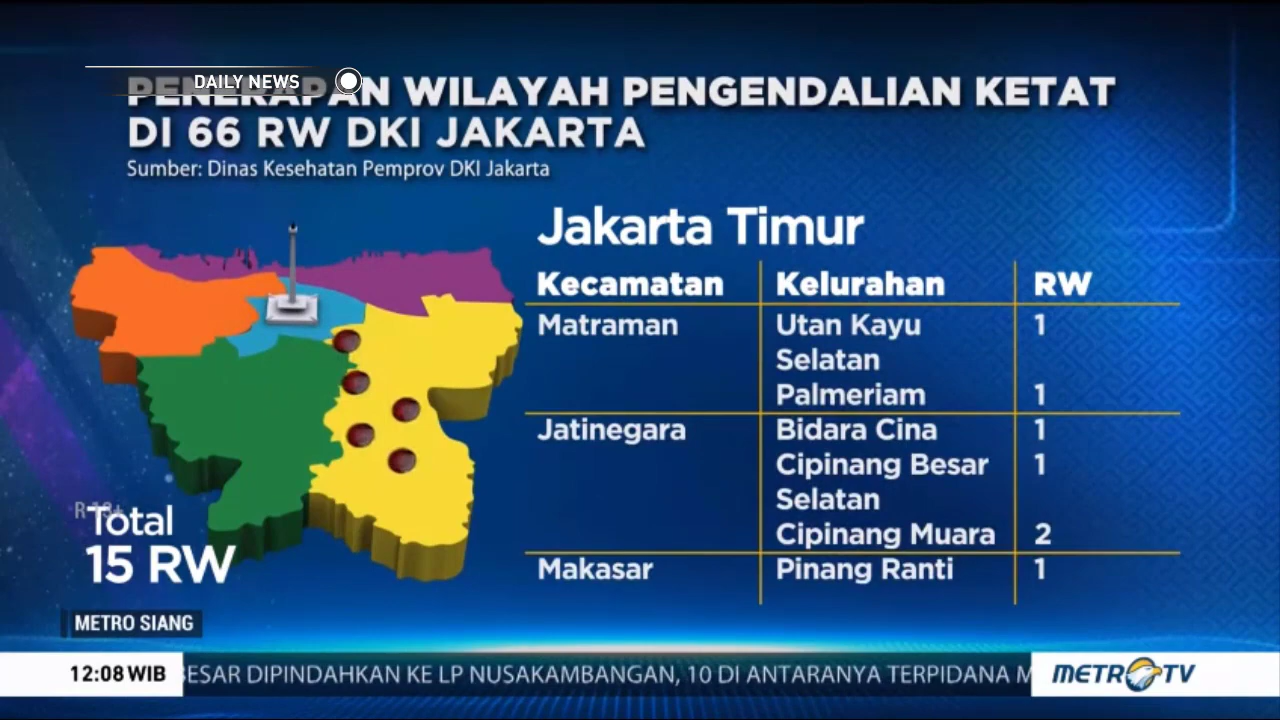 DAILY NEWS
PENERAPAN WILAYAH PENGENDALIAN KETAT
DI 66 RW DKI JAKARTA
Sumber: Dinas Kesehatan Pemprov DKI Jakarta
Jakarta Timur
Kecamatan Kelurahan RW
Matraman Utan Kayu 1
Selatan
Palmeriam 1
Jatinegara Bidara Cina 1
Cipinang Besar 1
Selatan
Cipinang Muara 2
Makasar Pinang Ranti 1
R 13+
Total
15 RW
METRO SIANG
12:08 WIB
ESAR DIPINDAHKAN KE LP NUSAKAMBANGAN, 10 DI ANTARANYA TERPIDANA M
METRO TV